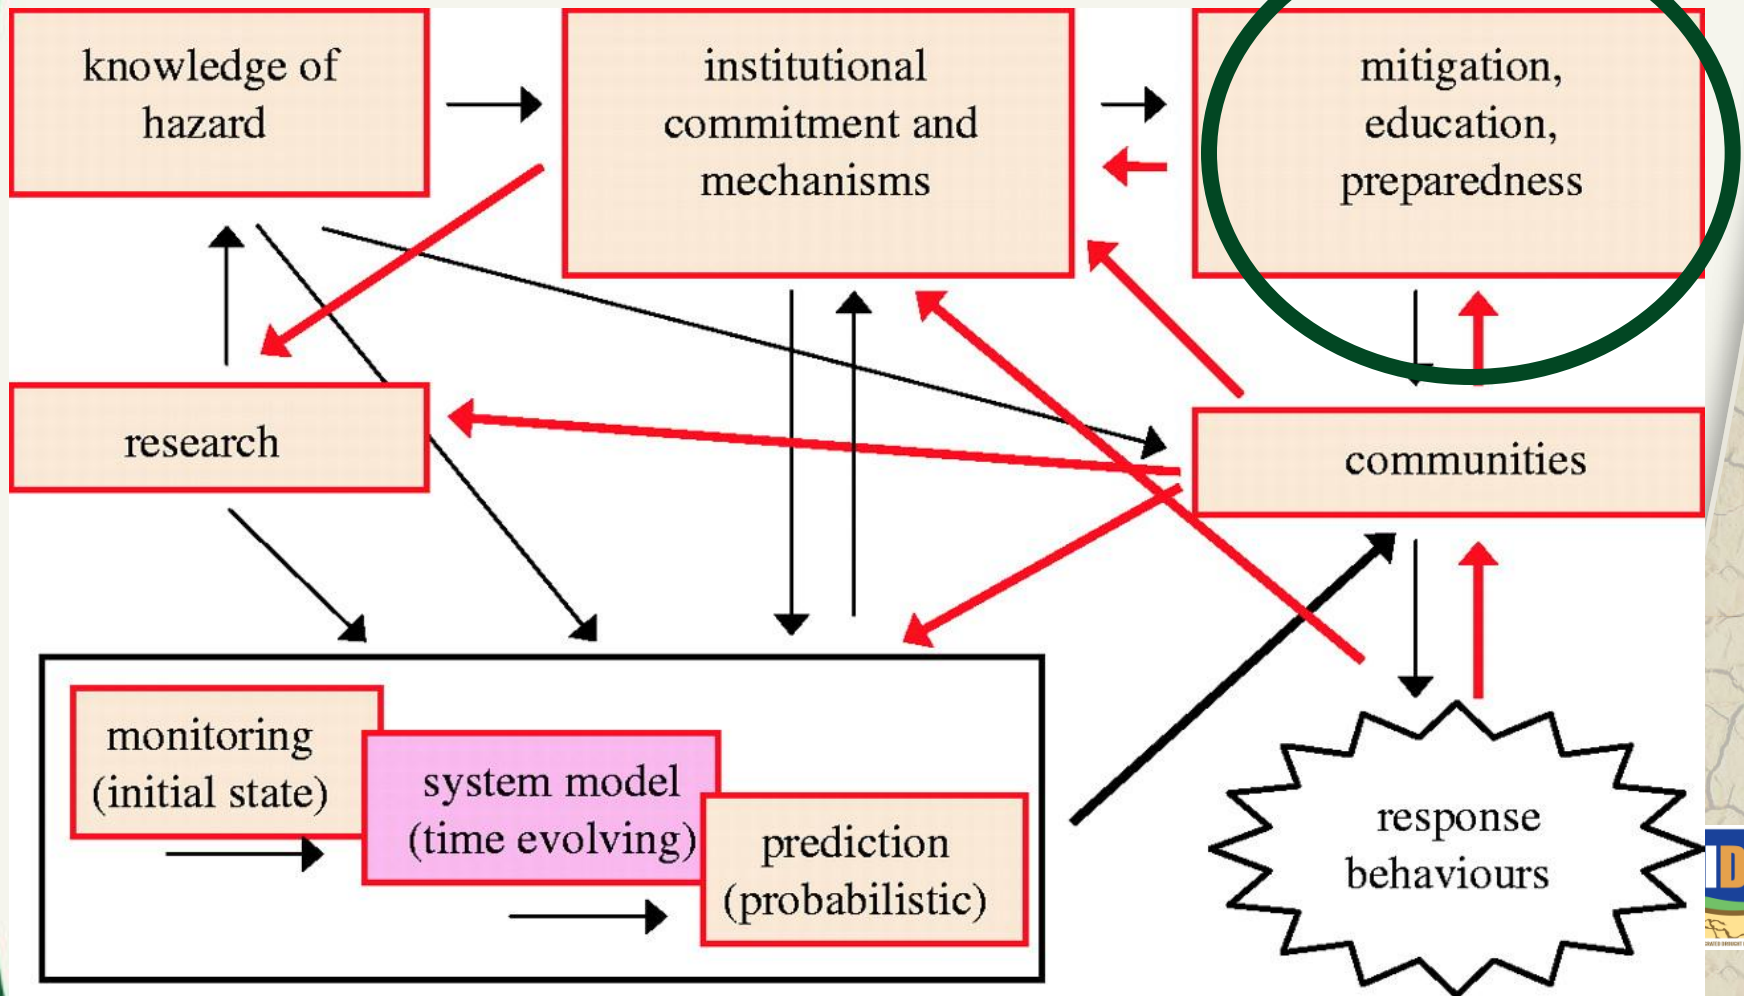 knowledge of
hazard
institutional
commitment and
mechanisms
mitigation,
education,
preparedness
research
communities
monitoring
(initial state)
system model
(time evolving)
prediction
(probabilistic)
response
behaviours